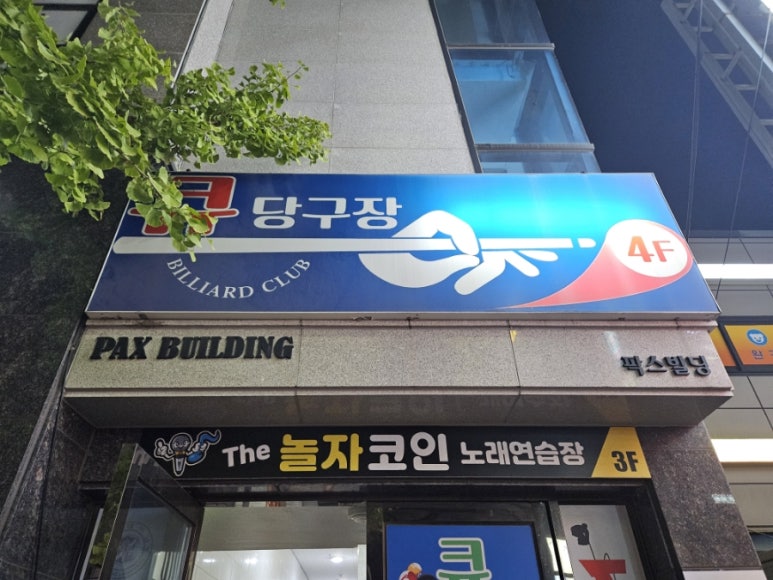 큐 당구장
BILLIARD CLUB
4F
PAX BUILDING
팍스빌딩
The 놀자코인 노래연습장 3F
큐